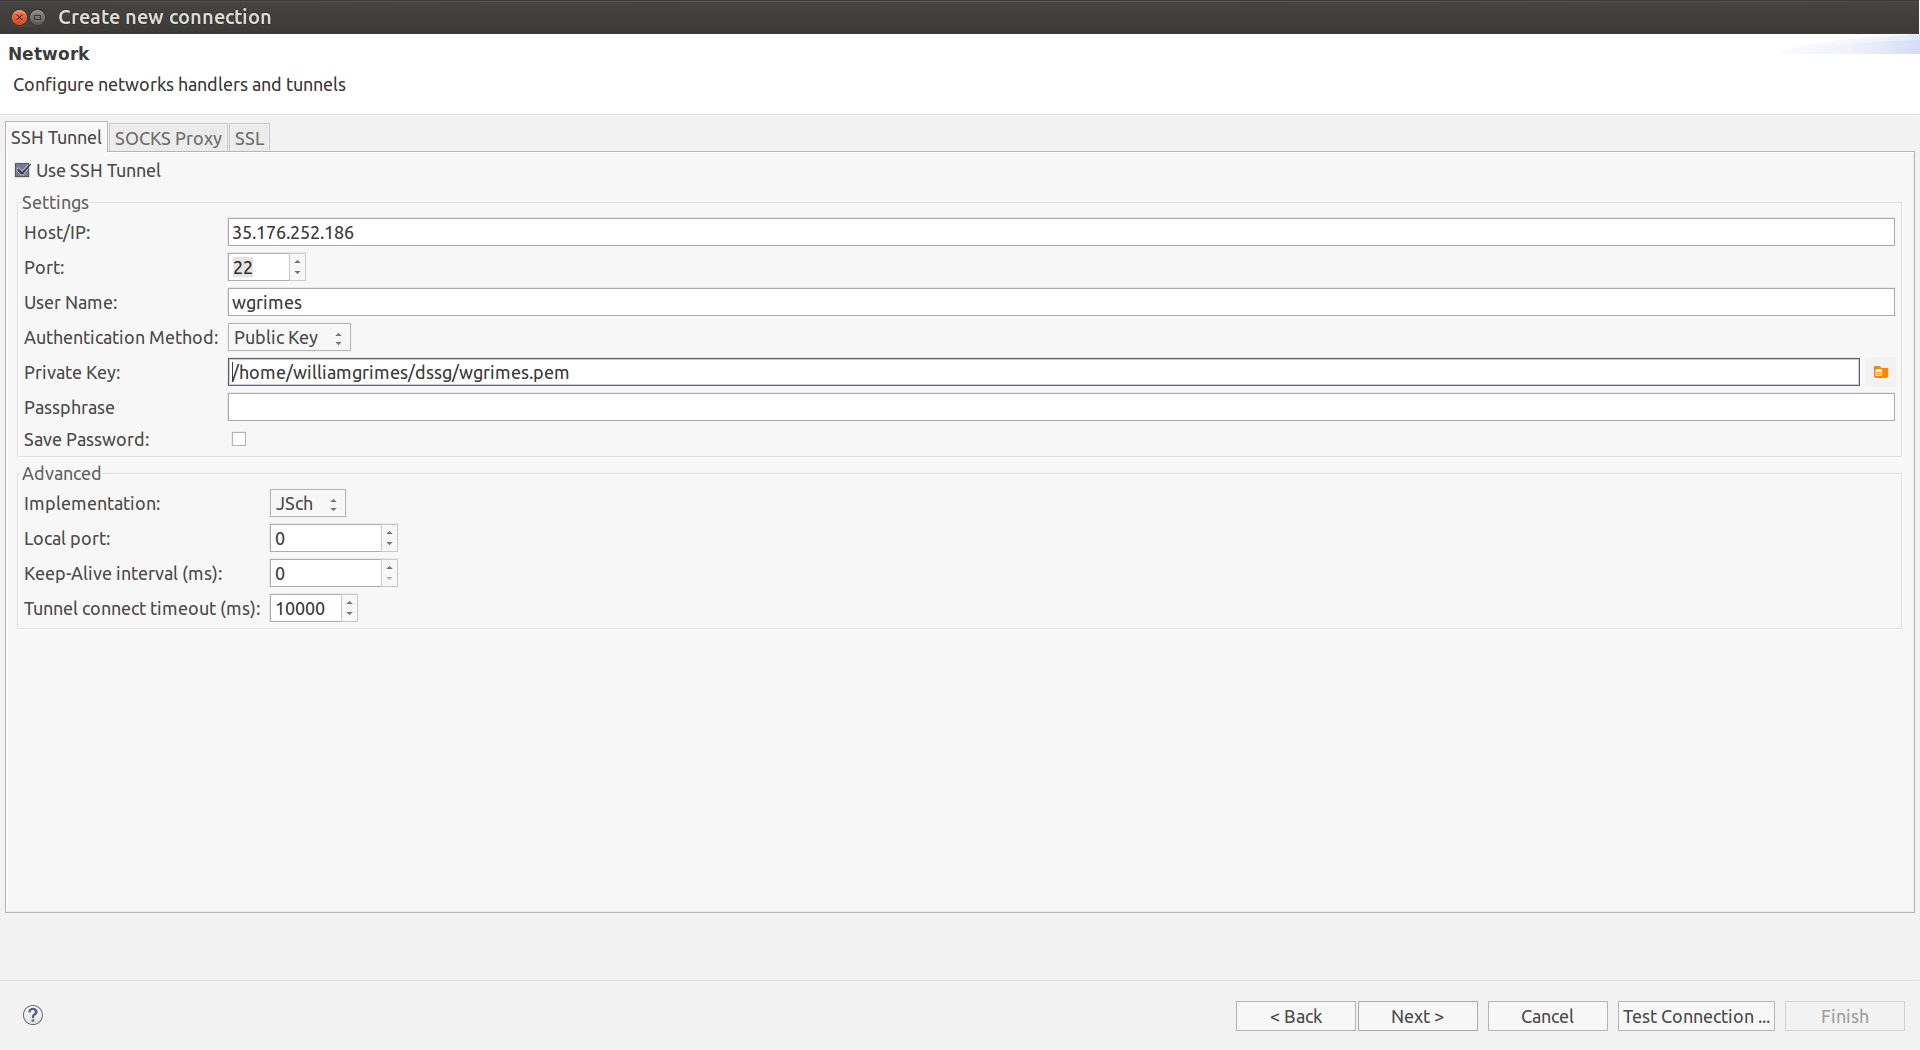 Create new connection
Network
Configure networks handlers and tunnels
SSH Tunnel SOCKS Proxy SSL
Use SSH Tunnel
Settings
Host/IP: 35.176.252.186
Port: 22
User Name: wgrimes
Authentication Method: Public Key
Private Key: /home/williamgrimes/dssg/wgrimes.pem
Passphrase
Save Password:
Advanced
Implementation: JSch
Local port: 0
Keep-Alive interval (ms): 0
Tunnel connect timeout (ms): 10000
? < Back Next > Cancel Test Connection ... Finish